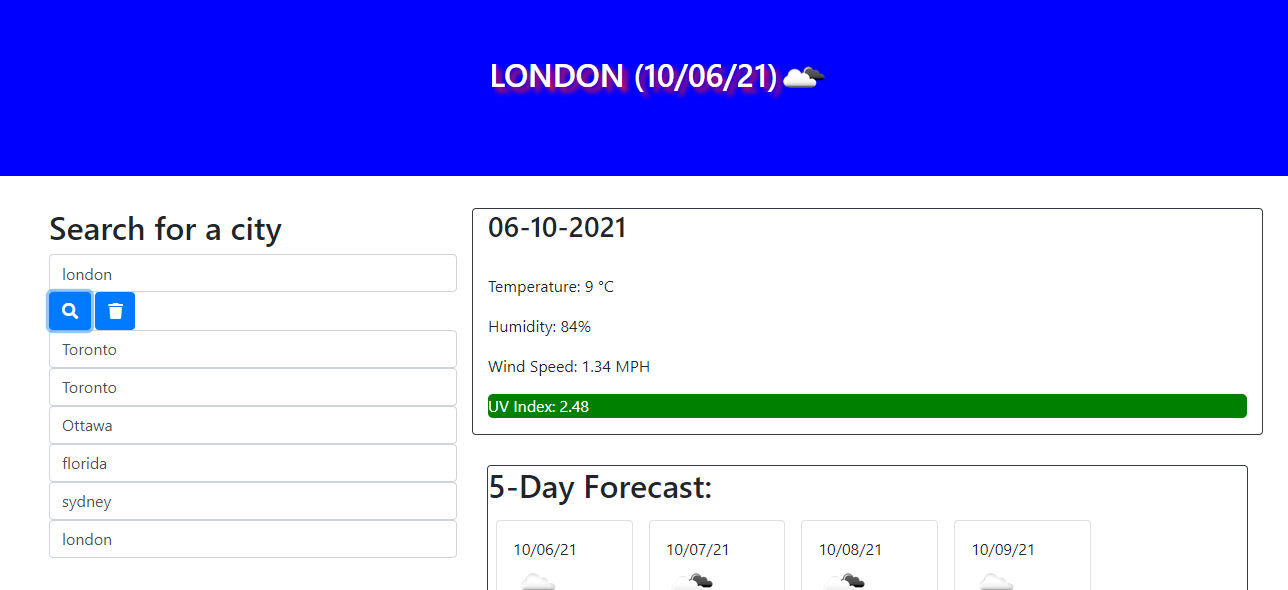 LONDON (10/06/21)
Search for a city
london
Toronto
Toronto
Ottawa
florida
sydney
london
06-10-2021
Temperature: 9 °C
Humidity: 84%
Wind Speed: 1.34 MPH
UV Index: 2.48
5-Day Forecast:
10/06/21
10/07/21
10/08/21
10/09/21